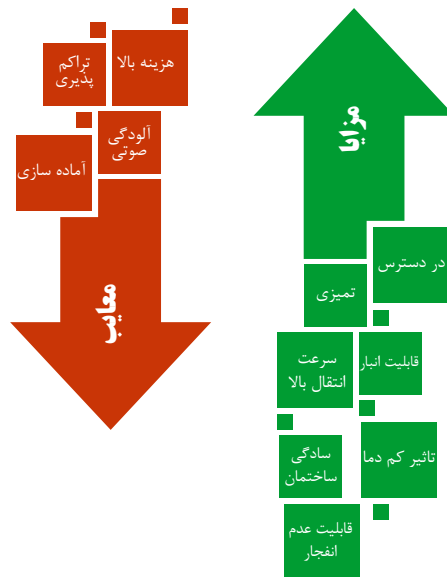 مزایا
در دسترس
تمیزی
قابلیت انبار
سرعت
انتقال بالا
تاثیر کم دما
سادگی
ساختمان
قابلیت عدم
انفجار
هزینه بالا
تراکم
پذیری
آلودگی
صوتی
آماده سازی
معایب